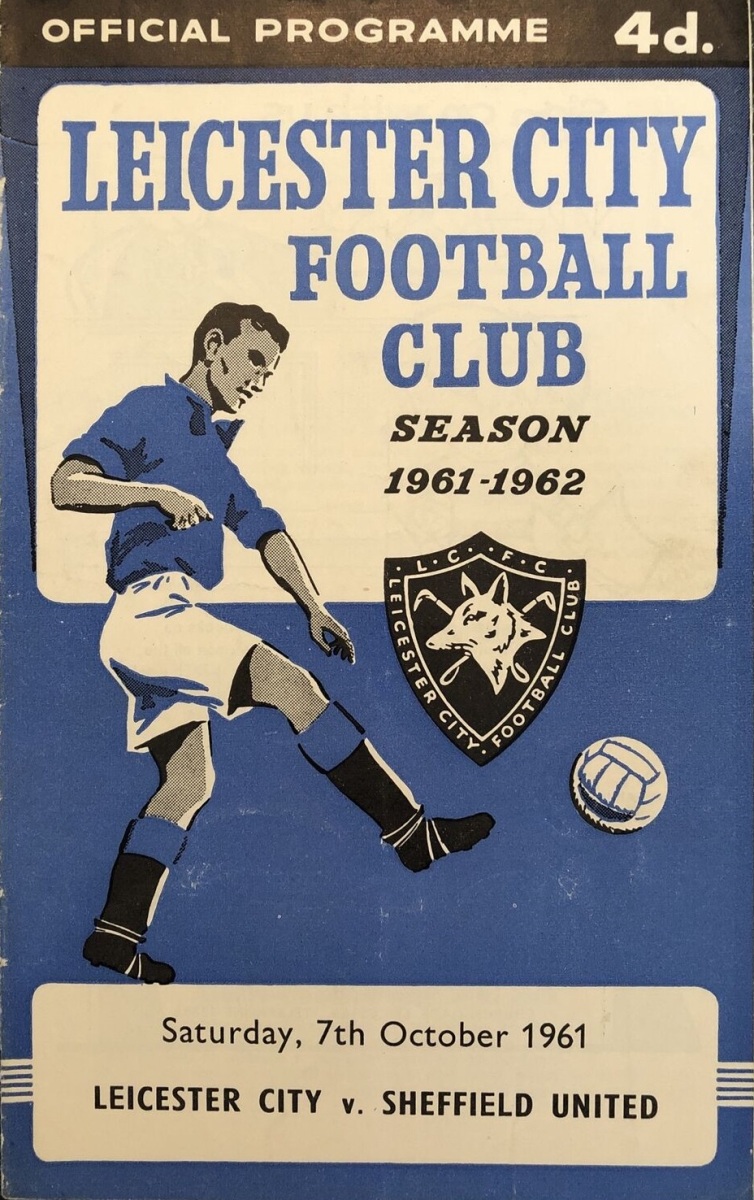 OFFICIAL PROGRAMME 4d.
LEICESTER CITY
FOOTBALL
CLUB
SEASON
1961-1962
· L · C · F · C ·
LEICESTER CITY · FOOTBALL CLUB
Saturday, 7th October 1961
LEICESTER CITY v. SHEFFIELD UNITED